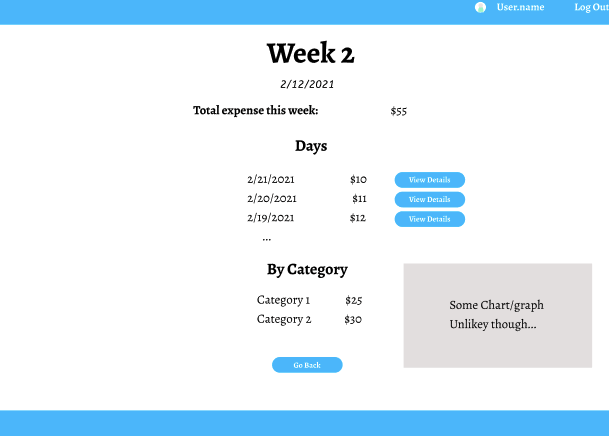 User.name Log Out
Week 2
2/12/2021
Total expense this week: $55
Days
2/21/2021 $10 View Details
2/20/2021 $11 View Details
2/19/2021 $12 View Details
...
By Category
Category 1 $25
Category 2 $30
Some Chart/graph
Unlikey though...
Go Back